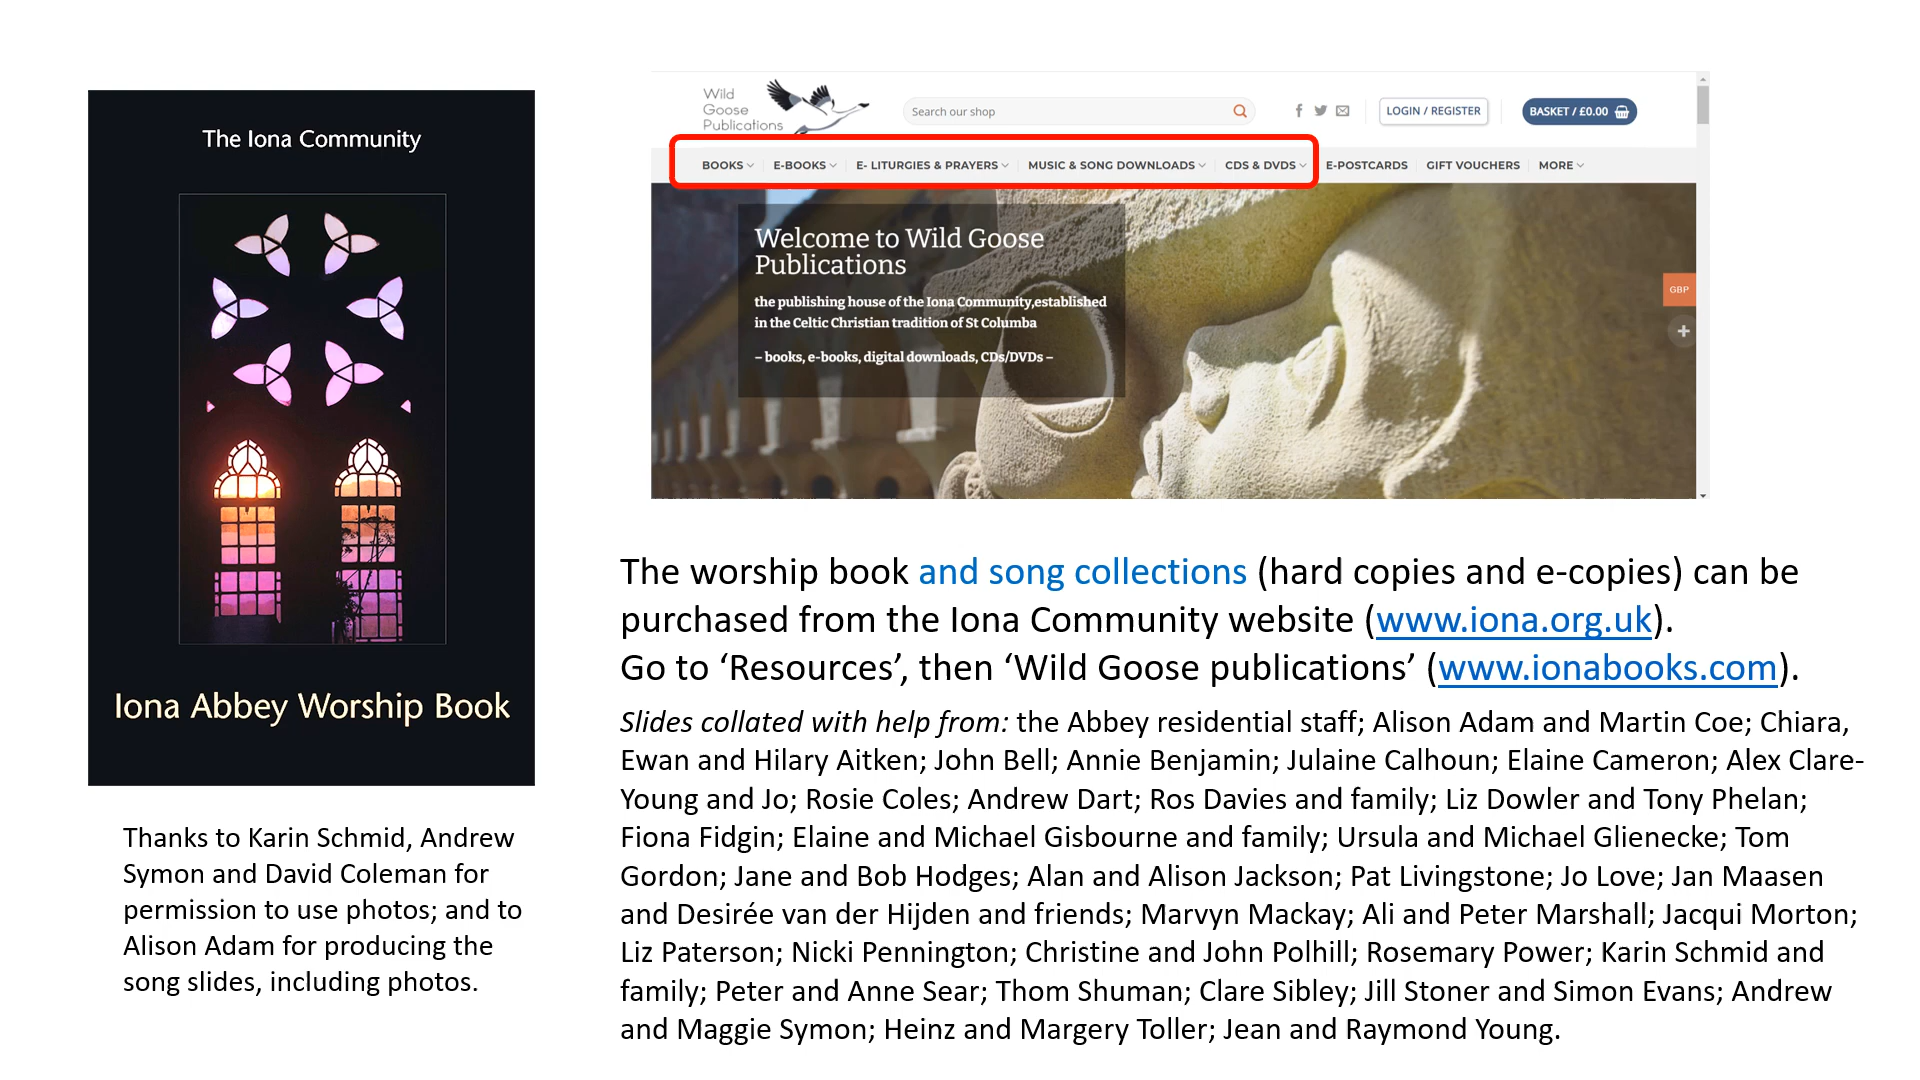 The Iona Community
Iona Abbey Worship Book
Thanks to Karin Schmid, Andrew
Symon and David Coleman for
permission to use photos; and to
Alison Adam for producing the
song slides, including photos.
Wild
Goose
Publications
Search our shop
LOGIN / REGISTER
BASKET / £0.00
BOOKS E-BOOKS E- LITURGIES & PRAYERS MUSIC & SONG DOWNLOADS CDS & DVDS E-POSTCARDS GIFT VOUCHERS MORE
Welcome to Wild Goose
Publications
the publishing house of the Iona Community,established
in the Celtic Christian tradition of St Columba
– books, e-books, digital downloads, CDs/DVDs –
GBP
+
The worship book and song collections (hard copies and e-copies) can be
purchased from the Iona Community website (www.iona.org.uk).
Go to ‘Resources’, then ‘Wild Goose publications’ (www.ionabooks.com).
Slides collated with help from: the Abbey residential staff; Alison Adam and Martin Coe; Chiara,
Ewan and Hilary Aitken; John Bell; Annie Benjamin; Julaine Calhoun; Elaine Cameron; Alex Clare-
Young and Jo; Rosie Coles; Andrew Dart; Ros Davies and family; Liz Dowler and Tony Phelan;
Fiona Fidgin; Elaine and Michael Gisbourne and family; Ursula and Michael Glienecke; Tom
Gordon; Jane and Bob Hodges; Alan and Alison Jackson; Pat Livingstone; Jo Love; Jan Maasen
and Desirée van der Hijden and friends; Marvyn Mackay; Ali and Peter Marshall; Jacqui Morton;
Liz Paterson; Nicki Pennington; Christine and John Polhill; Rosemary Power; Karin Schmid and
family; Peter and Anne Sear; Thom Shuman; Clare Sibley; Jill Stoner and Simon Evans; Andrew
and Maggie Symon; Heinz and Margery Toller; Jean and Raymond Young.